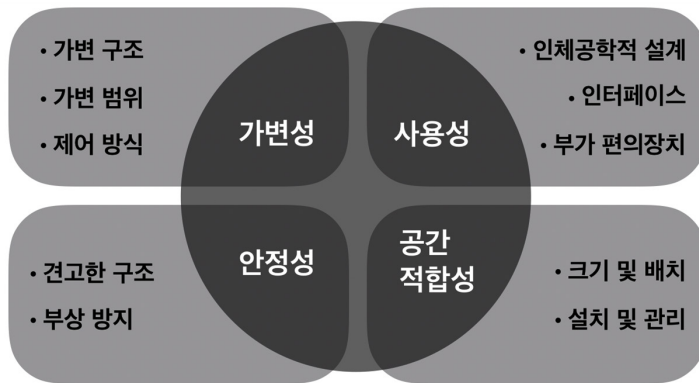 • 가변 구조
• 가변 범위
• 제어 방식
가변성
• 인체공학적 설계
• 인터페이스
• 부가 편의장치
사용성
• 견고한 구조
• 부상 방지
안정성
공간
적합성
• 크기 및 배치
• 설치 및 관리